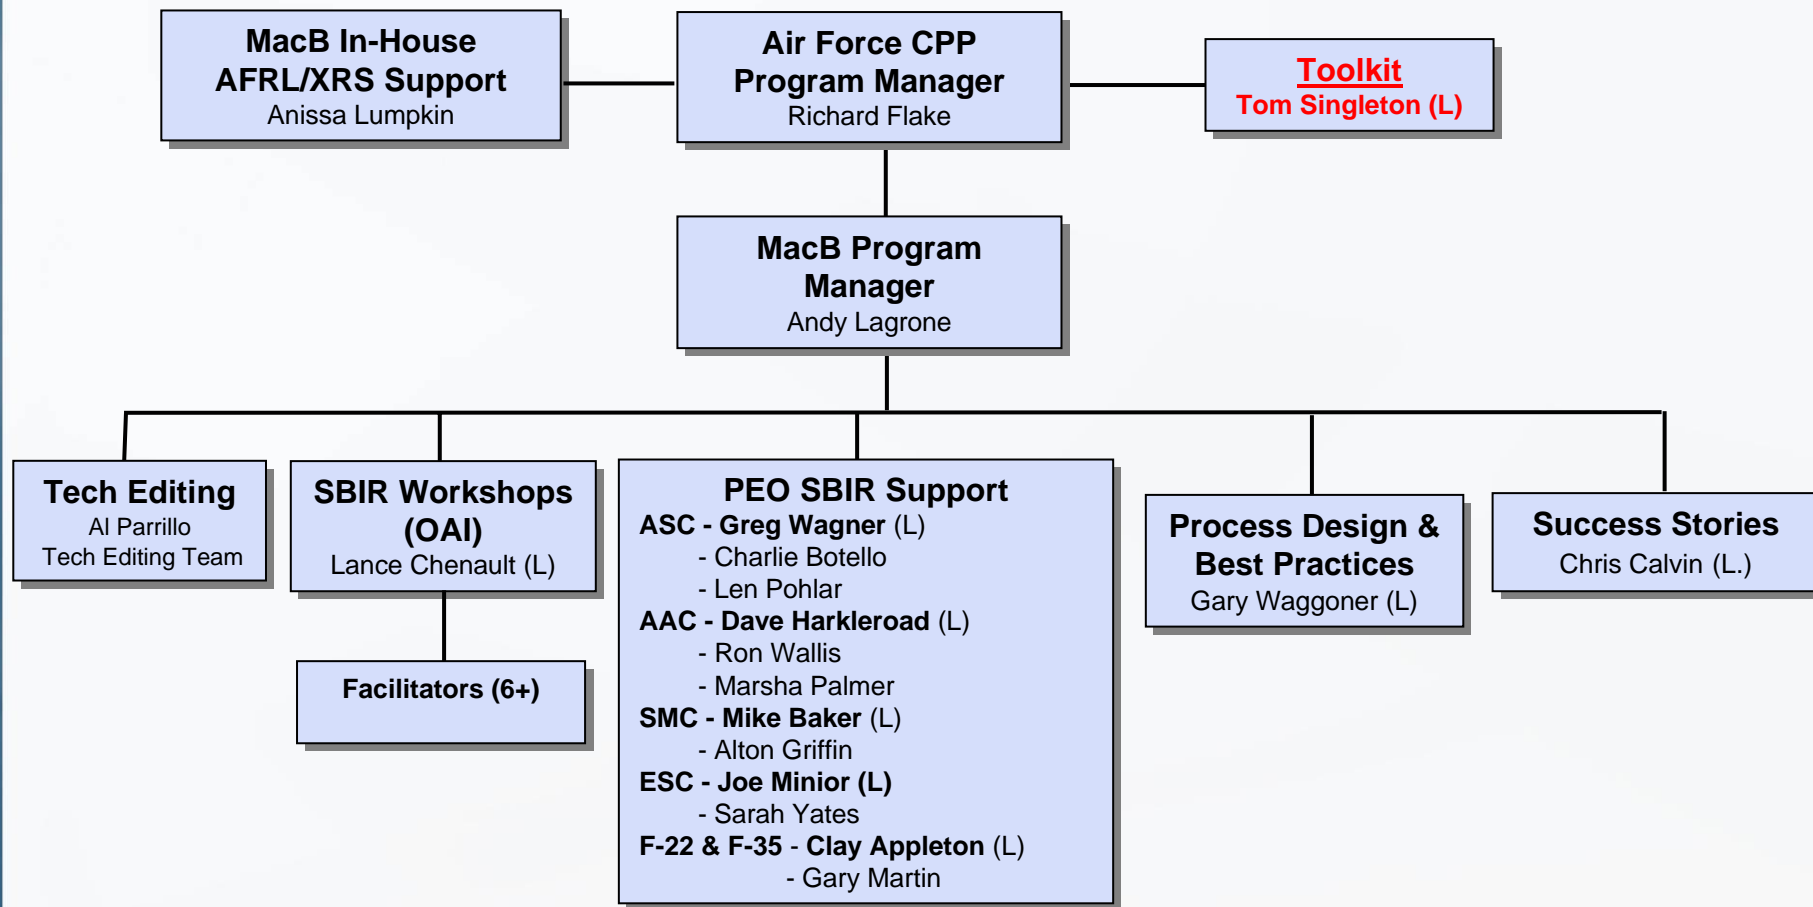 MacB In-House
AFRL/XRS Support
Anissa Lumpkin
Air Force CPP
Program Manager
Richard Flake
Toolkit
Tom Singleton (L)
MacB Program
Manager
Andy Lagrone
Tech Editing
Al Parrillo
Tech Editing Team
SBIR Workshops
(OAI)
Lance Chenault (L)
Facilitators (6+)
PEO SBIR Support
ASC - Greg Wagner (L)
- Charlie Botello
- Len Pohlar
AAC - Dave Harkleroad (L)
- Ron Wallis
- Marsha Palmer
SMC - Mike Baker (L)
- Alton Griffin
ESC - Joe Minior (L)
- Sarah Yates
F-22 & F-35 - Clay Appleton (L)
- Gary Martin
Process Design &
Best Practices
Gary Waggoner (L)
Success Stories
Chris Calvin (L.)